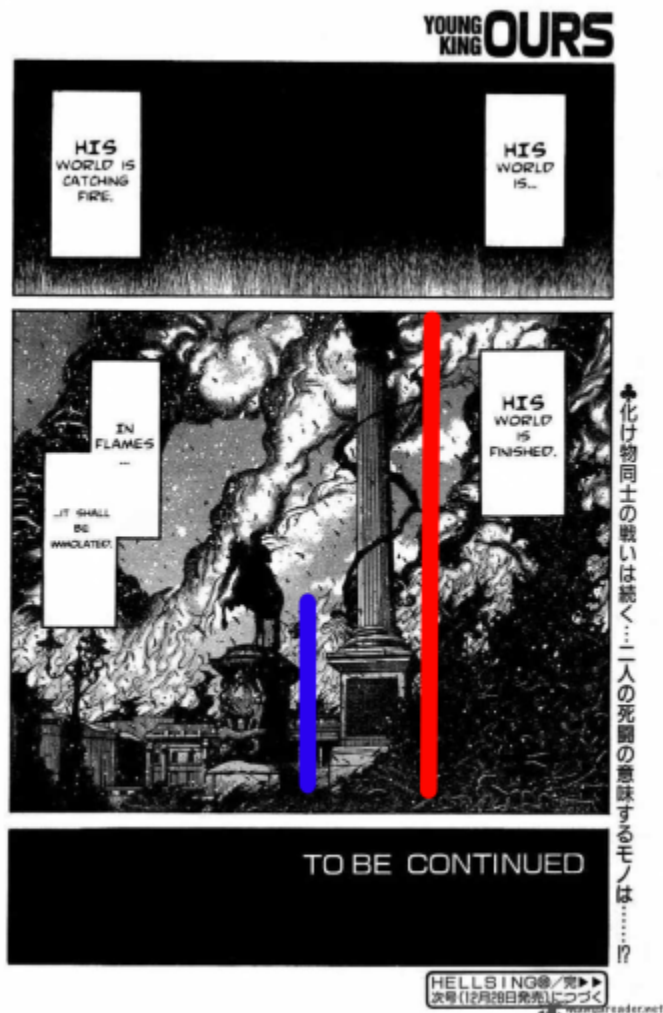 YOUNG
KING OURS
HIS
WORLD
IS...
HIS
WORLD IS
CATCHING
FIRE.
HIS
WORLD
IS
FINISHED.
IN
FLAMES
...
...IT SHALL
BE
IMMOLATED.
♣化け物同士の戦いは続く…二人の死闘の意味するモノは……!?
TO BE CONTINUED
HELLSING /完▶▶
次号(12月28日発売)につづく
mangareader.net